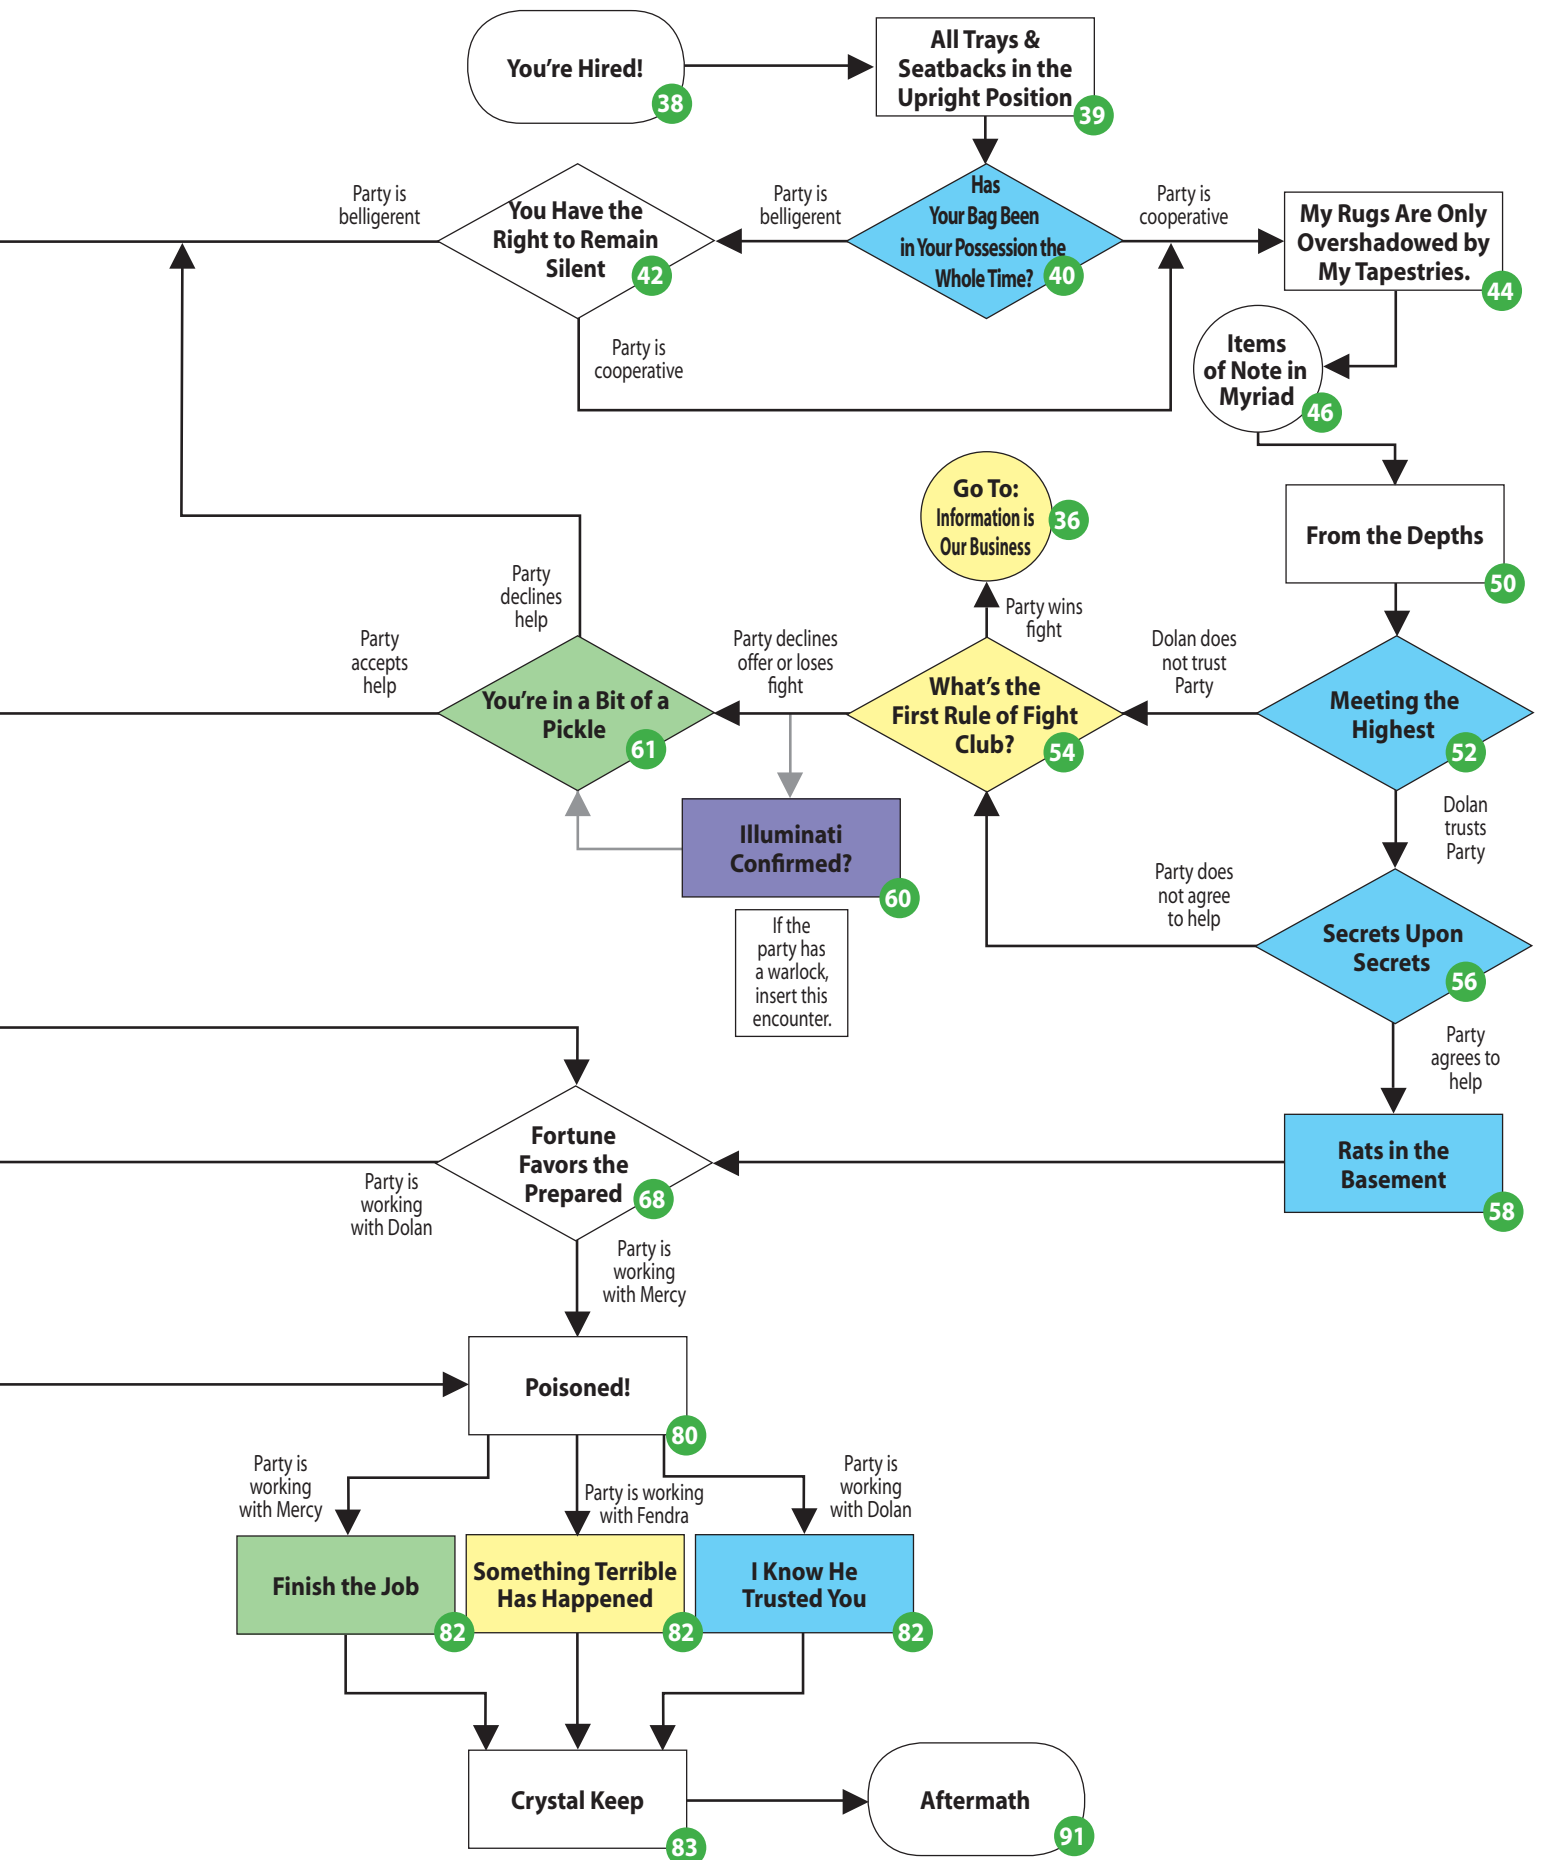 You're Hired!
38
All Trays &
Seatbacks in the
Upright Position
39
Party is
belligerent
You Have the
Right to Remain
Silent
42
Party is
belligerent
Has
Your Bag Been
in Your Possession the
Whole Time?
40
Party is
cooperative
My Rugs Are Only
Overshadowed by
My Tapestries.
44
Party is
cooperative
Items
of Note in
Myriad
46
Go To:
Information is
Our Business
36
From the Depths
50
Party
declines
help
Party wins
fight
Party
accepts
help
You're in a Bit of a
Pickle
61
Party declines
offer or loses
fight
What's the
First Rule of Fight
Club?
54
Dolan does
not trust
Party
Meeting the
Highest
52
Dolan
trusts
Party
Illuminati
Confirmed?
60
If the
party has
a warlock,
insert this
encounter.
Party does
not agree
to help
Secrets Upon
Secrets
56
Party
agrees to
help
Fortune
Favors the
Prepared
68
Rats in the
Basement
58
Party is
working
with Dolan
Party is
working
with Mercy
Poisoned!
80
Party is
working
with Mercy
Party is working
with Fendra
Party is
working
with Dolan
Finish the Job
82
Something Terrible
Has Happened
82
I Know He
Trusted You
82
Crystal Keep
83
Aftermath
91